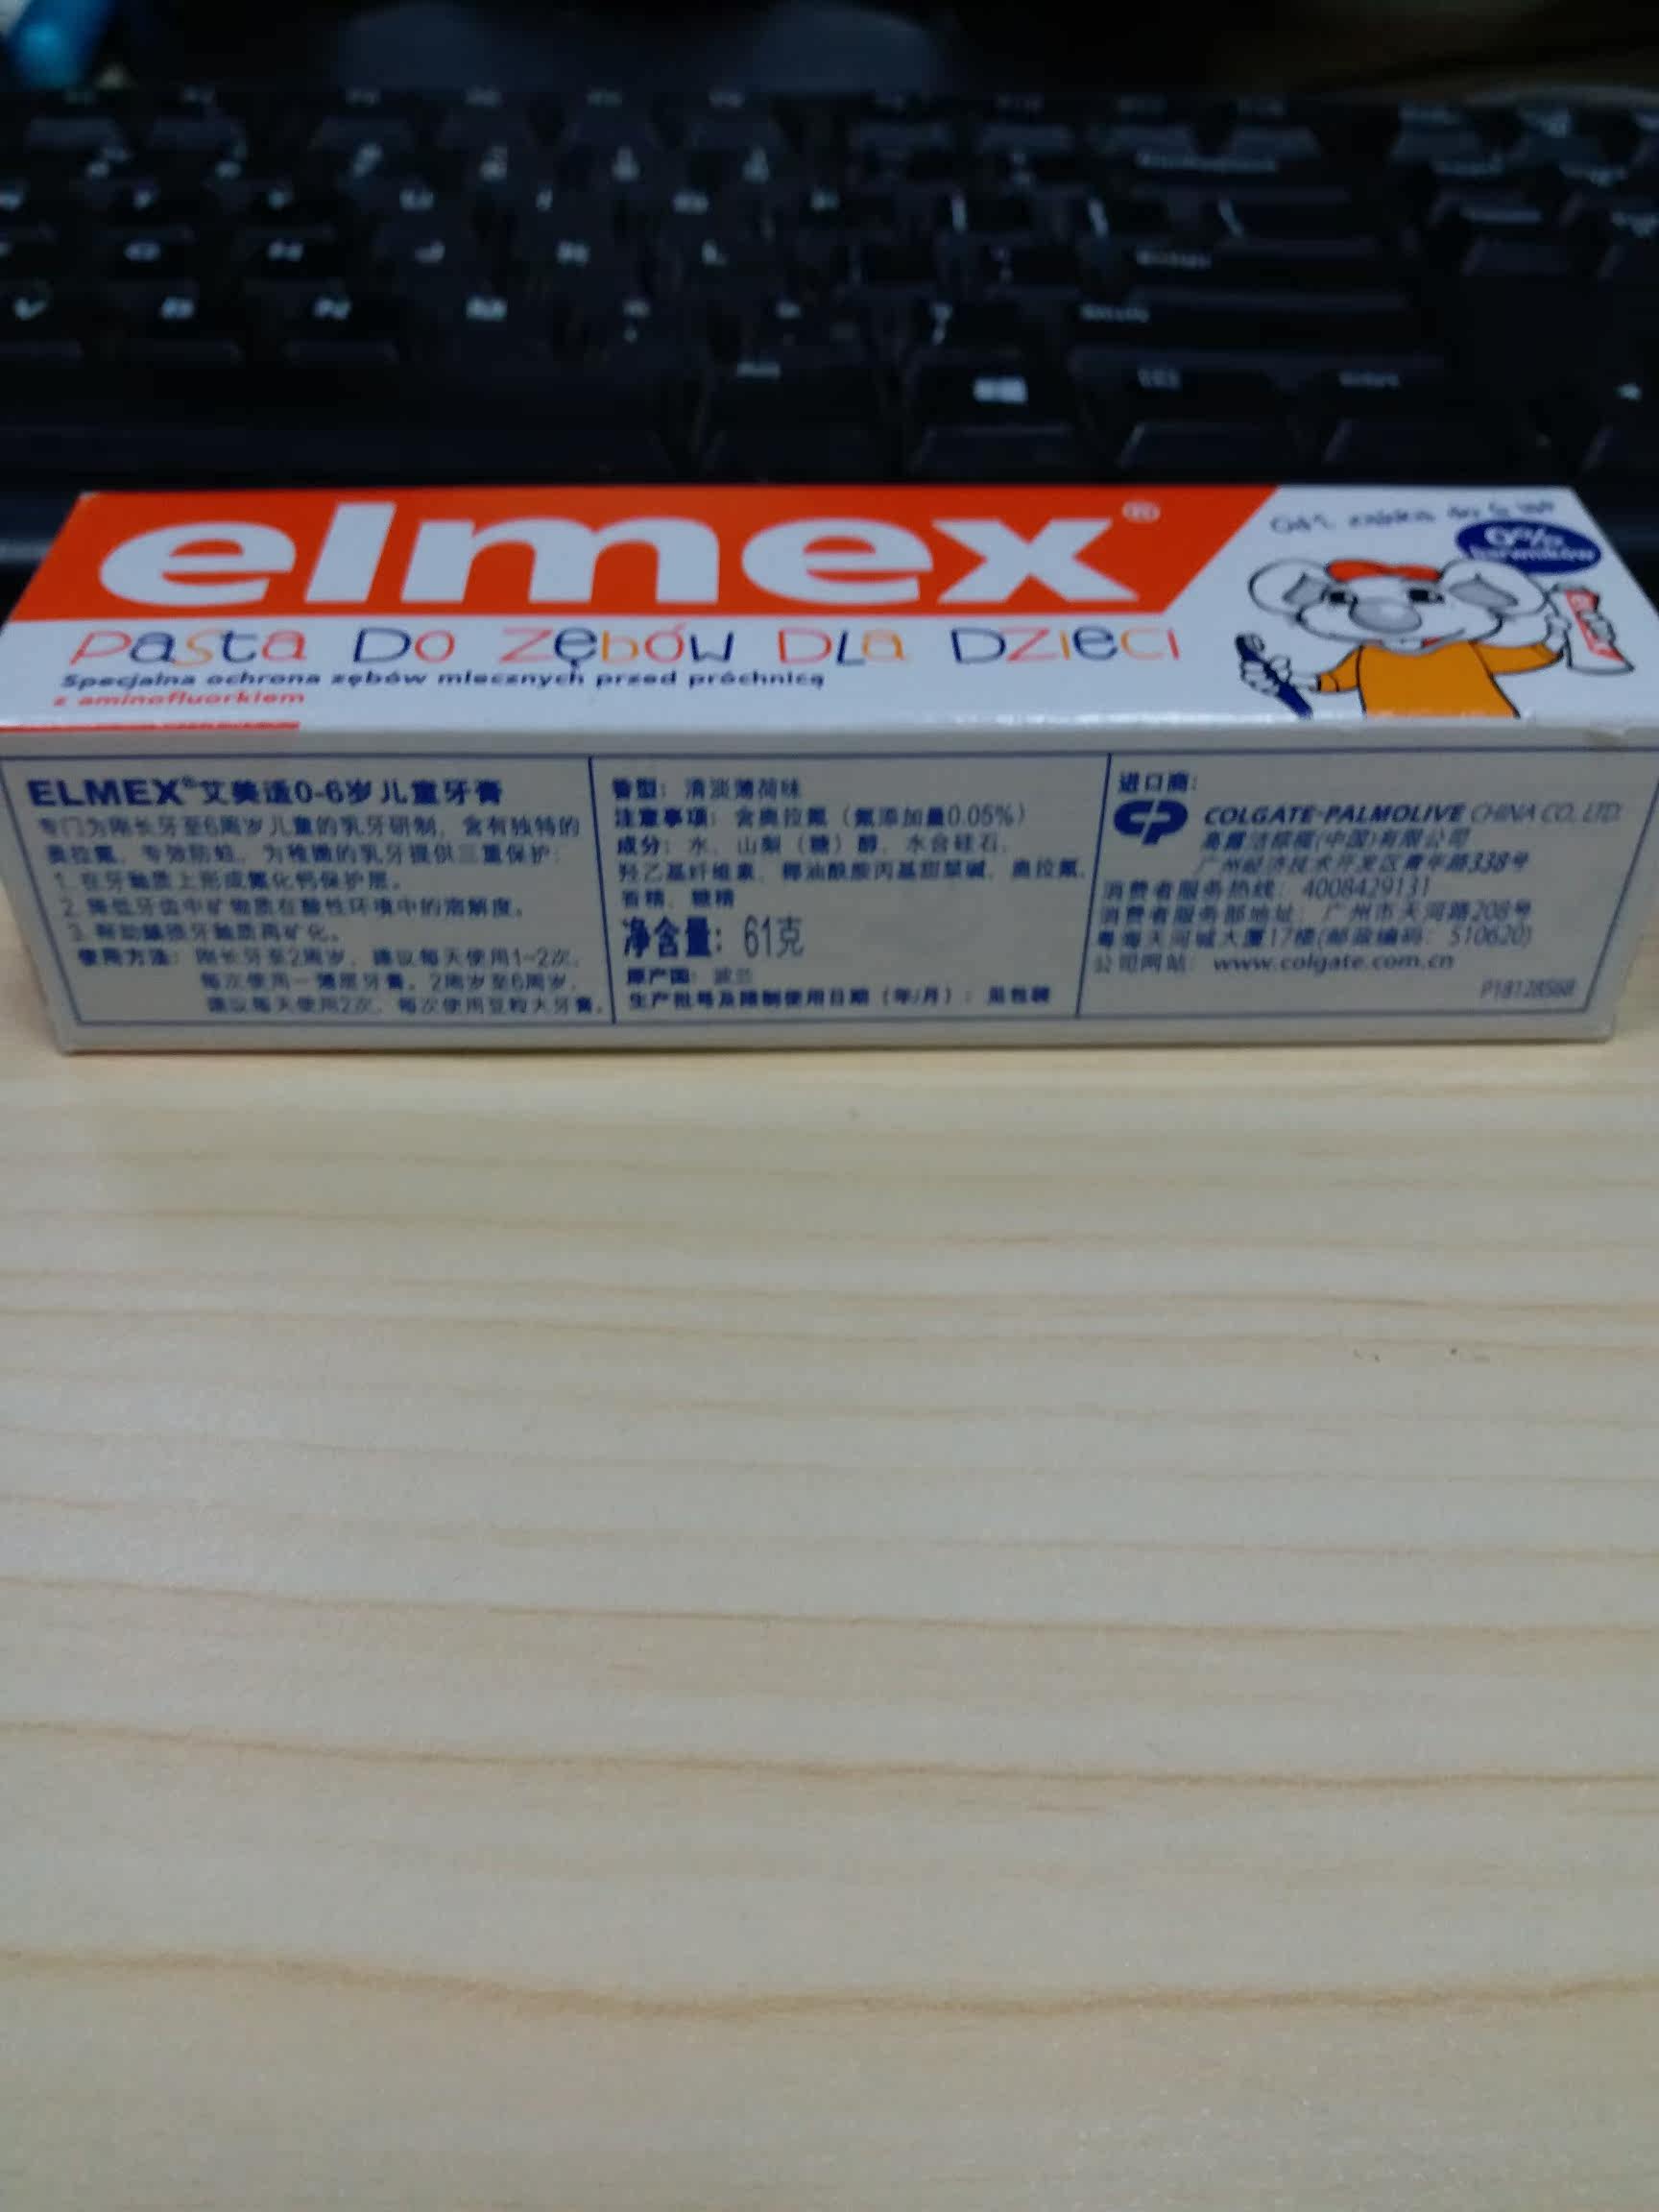 elmex®
Od 1. ząbka do 6 lat
0%
barwników
Pasta Do Zębów Dla Dzieci
Specjalna ochrona zębów mlecznych przed próchnicą
z aminofluorkiem
ELMEX®艾美适0-6岁儿童牙膏
专门为刚长牙至6周岁儿童的乳牙研制，含有独特的
奥拉氟，专效防蛀，为稚嫩的乳牙提供三重保护：
1. 在牙釉质上形成氟化钙保护层。
2. 降低牙齿中矿物质在酸性环境中的溶解度。
3. 帮助龋损牙釉质再矿化。
使用方法：刚长牙至2周岁，建议每天使用1~2次，
每次使用一薄层牙膏。2周岁至6周岁，
建议每天使用2次，每次使用豆粒大牙膏。
香型：清淡薄荷味
注意事项：含奥拉氟（氟添加量0.05%）
成分：水、山梨（糖）醇、水合硅石、
羟乙基纤维素、椰油酰胺丙基甜菜碱、奥拉氟、
香精、糖精
净含量：61克
原产国：波兰
生产批号及限制使用日期（年/月）：见包装
进口商：
CP COLGATE-PALMOLIVE CHINA CO. LTD.
高露洁棕榄(中国)有限公司
广州经济技术开发区青年路338号
消费者服务热线：4008429131
消费者服务部地址：广州市天河路208号
粤海天河城大厦17楼(邮政编码：510620)
公司网站：www.colgate.com.cn